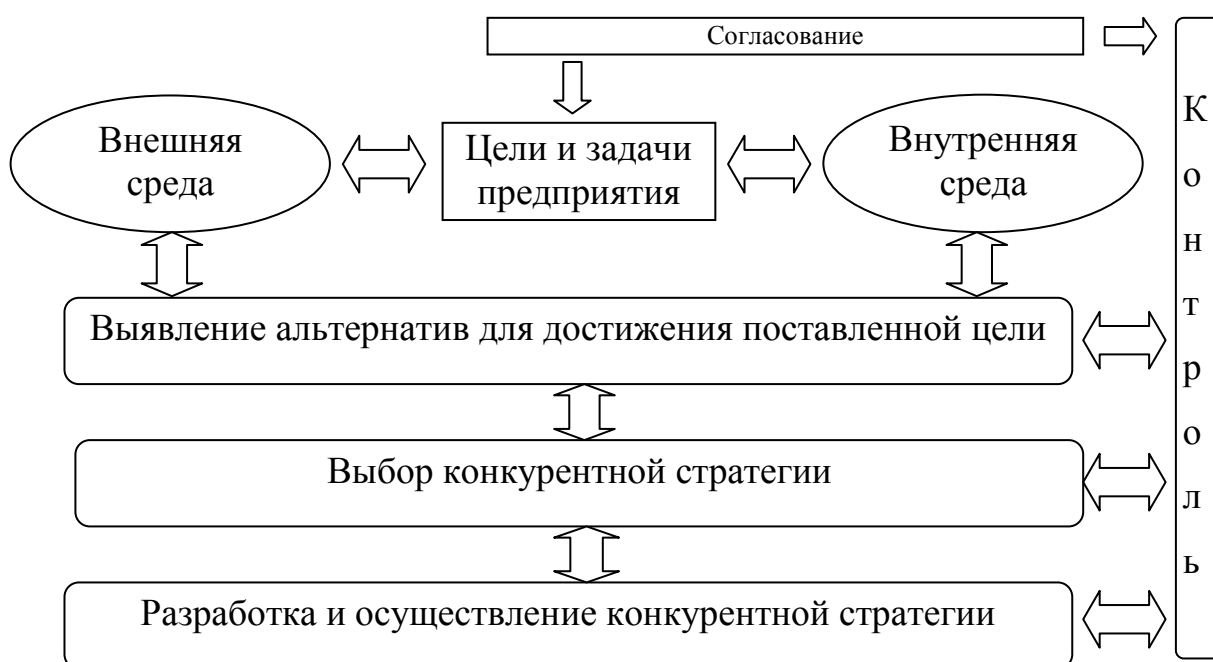 Согласование
Внешняя
среда
Цели и задачи
предприятия
Внутренняя
среда
Выявление альтернатив для достижения поставленной цели
Выбор конкурентной стратегии
Разработка и осуществление конкурентной стратегии
К
о
н
т
р
о
л
ь